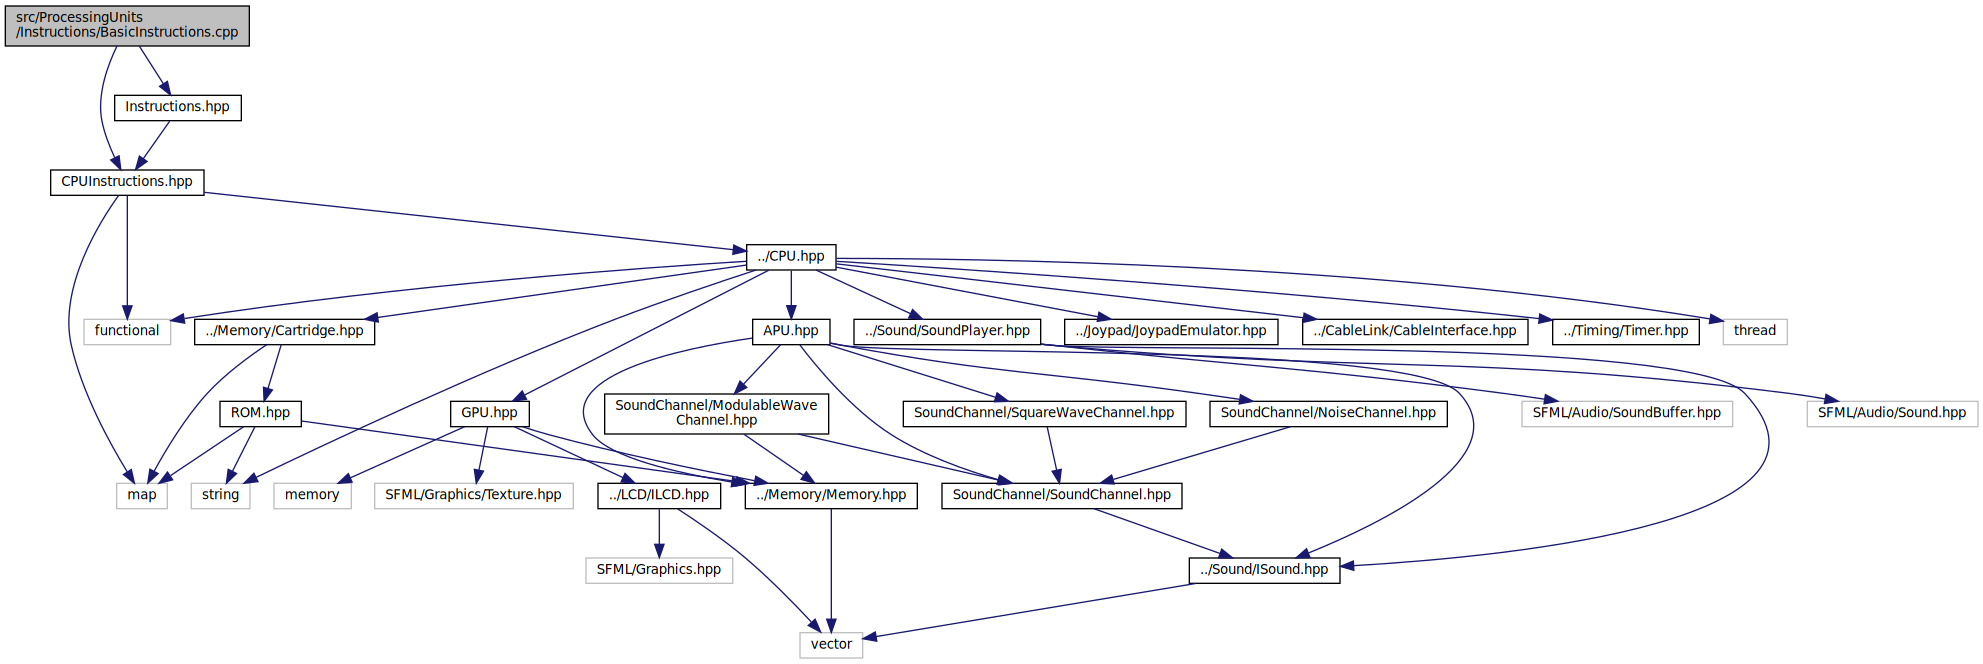 src/ProcessingUnits
/Instructions/BasicInstructions.cpp
Instructions.hpp
CPUInstructions.hpp
../CPU.hpp
functional
../Memory/Cartridge.hpp
APU.hpp
../Sound/SoundPlayer.hpp
../Joypad/JoypadEmulator.hpp
../CableLink/CableInterface.hpp
../Timing/Timer.hpp
thread
ROM.hpp
GPU.hpp
SoundChannel/ModulableWave
Channel.hpp
SoundChannel/SquareWaveChannel.hpp
SoundChannel/NoiseChannel.hpp
SFML/Audio/SoundBuffer.hpp
SFML/Audio/Sound.hpp
map
string
memory
SFML/Graphics/Texture.hpp
../LCD/ILCD.hpp
../Memory/Memory.hpp
SoundChannel/SoundChannel.hpp
SFML/Graphics.hpp
../Sound/ISound.hpp
vector